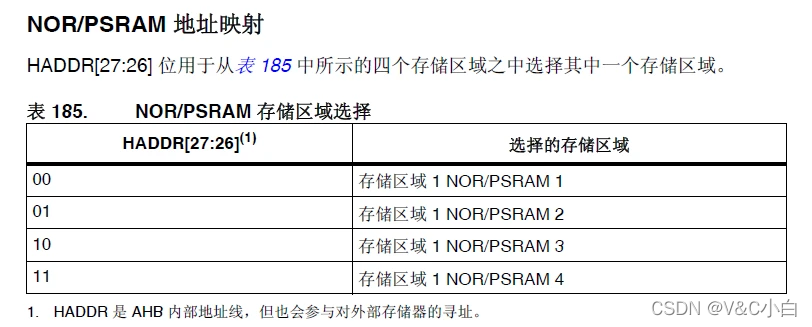 NOR/PSRAM 地址映射
HADDR[27:26] 位用于从表 185 中所示的四个存储区域之中选择其中一个存储区域。
表 185. NOR/PSRAM 存储区域选择
HADDR[27:26](1) 选择的存储区域
00 存储区域 1 NOR/PSRAM 1
01 存储区域 1 NOR/PSRAM 2
10 存储区域 1 NOR/PSRAM 3
11 存储区域 1 NOR/PSRAM 4
1. HADDR 是 AHB 内部地址线，但也会参与对外部存储器的寻址。
CSDN @V&C小白